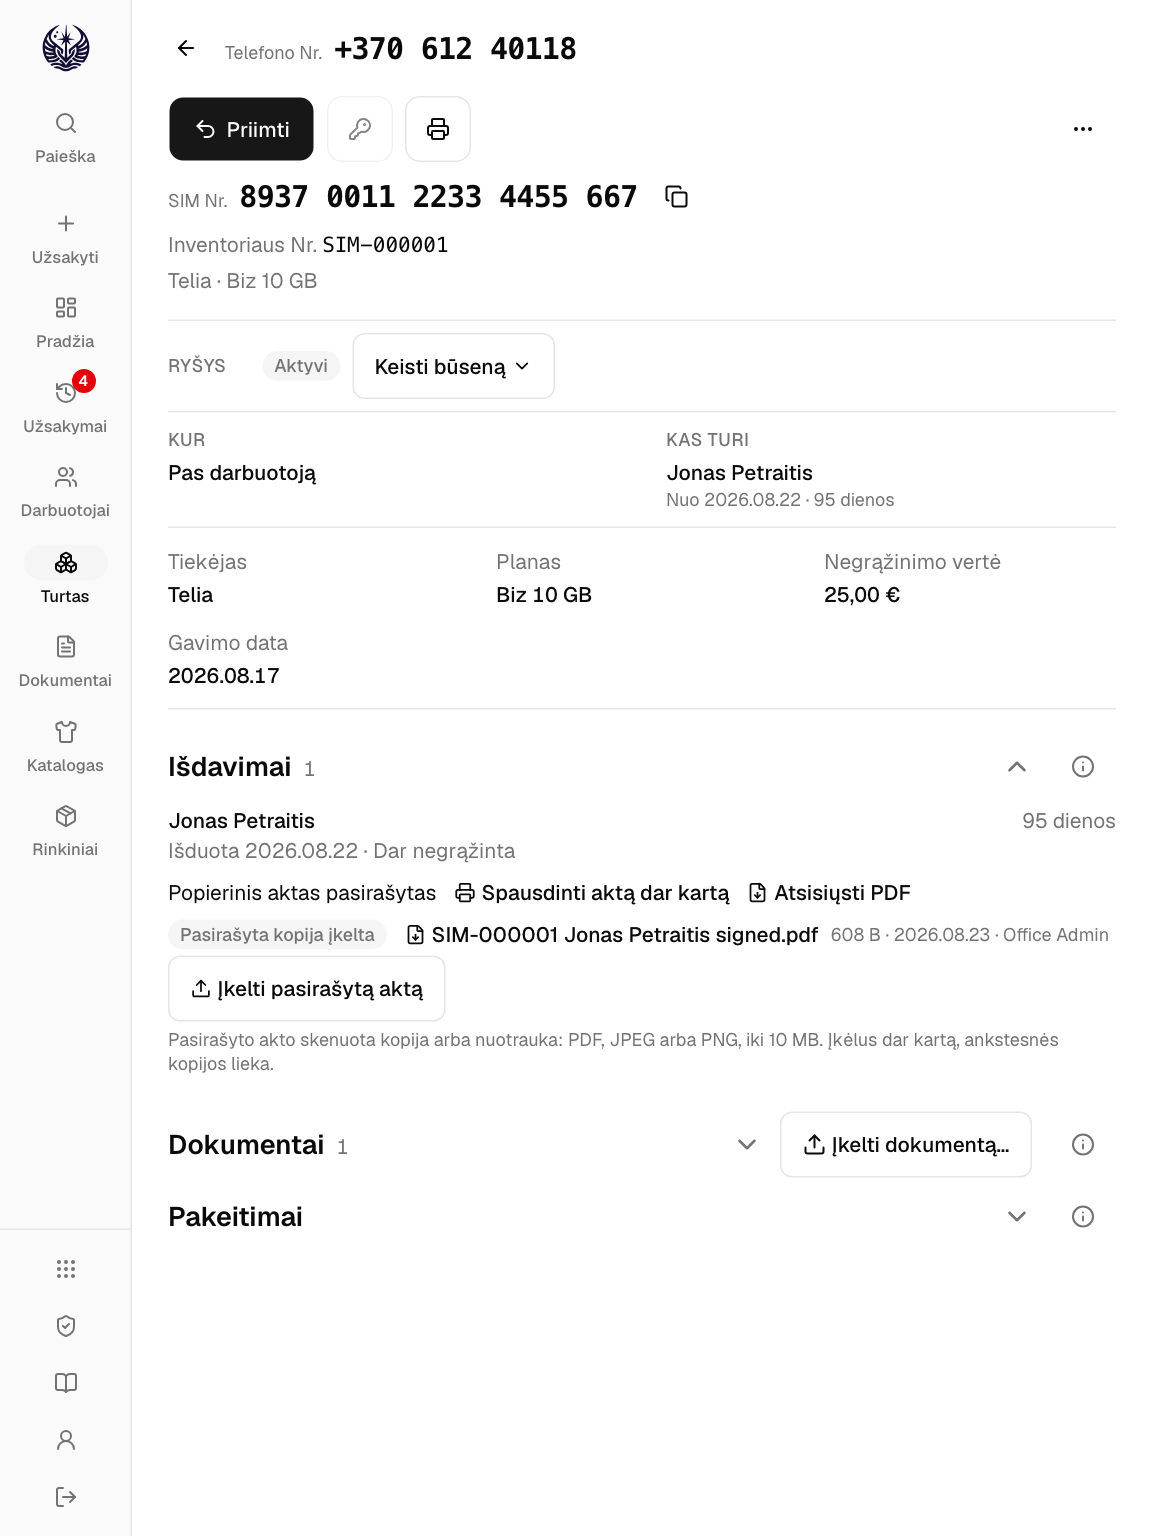 Telefono Nr. +370 612 40118
Priimti
SIM Nr. 8937 0011 2233 4455 667
Inventoriaus Nr. SIM-000001
Telia · Biz 10 GB
RYŠYS Aktyvi Keisti būseną
KUR
Pas darbuotoją
KAS TURI
Jonas Petraitis
Nuo 2026.08.22 · 95 dienos
Tiekėjas
Telia
Planas
Biz 10 GB
Negrąžinimo vertė
25,00 €
Gavimo data
2026.08.17
Išdavimai 1
Jonas Petraitis 95 dienos
Išduota 2026.08.22 · Dar negrąžinta
Popierinis aktas pasirašytas Spausdinti aktą dar kartą Atsisiųsti PDF
Pasirašyta kopija įkelta SIM-000001 Jonas Petraitis signed.pdf 608 B · 2026.08.23 · Office Admin
Įkelti pasirašytą aktą
Pasirašyto akto skenuota kopija arba nuotrauka: PDF, JPEG arba PNG, iki 10 MB. Įkėlus dar kartą, ankstesnės
kopijos lieka.
Dokumentai 1 Įkelti dokumentą...
Pakeitimai
Paieška
Užsakyti
Pradžia
4
Užsakymai
Darbuotojai
Turtas
Dokumentai
Katalogas
Rinkiniai